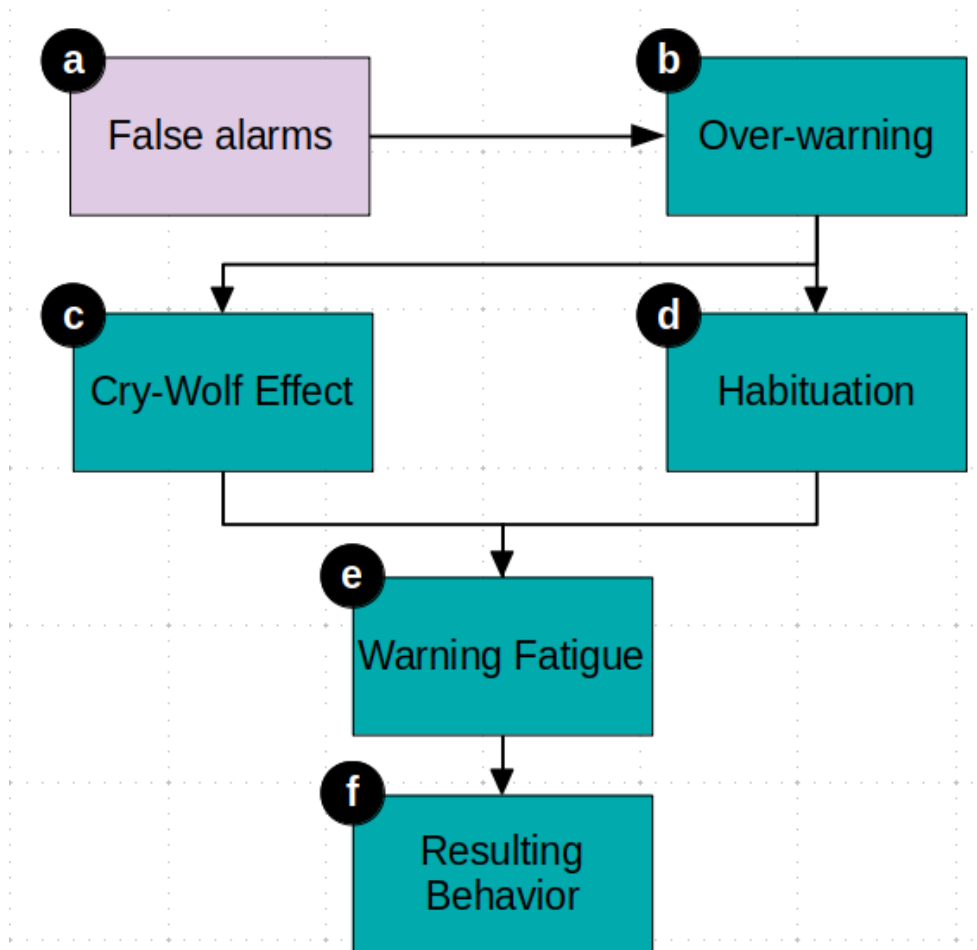 a
False alarms
b
Over-warning
c
Cry-Wolf Effect
d
Habituation
e
Warning Fatigue
f
Resulting
Behavior